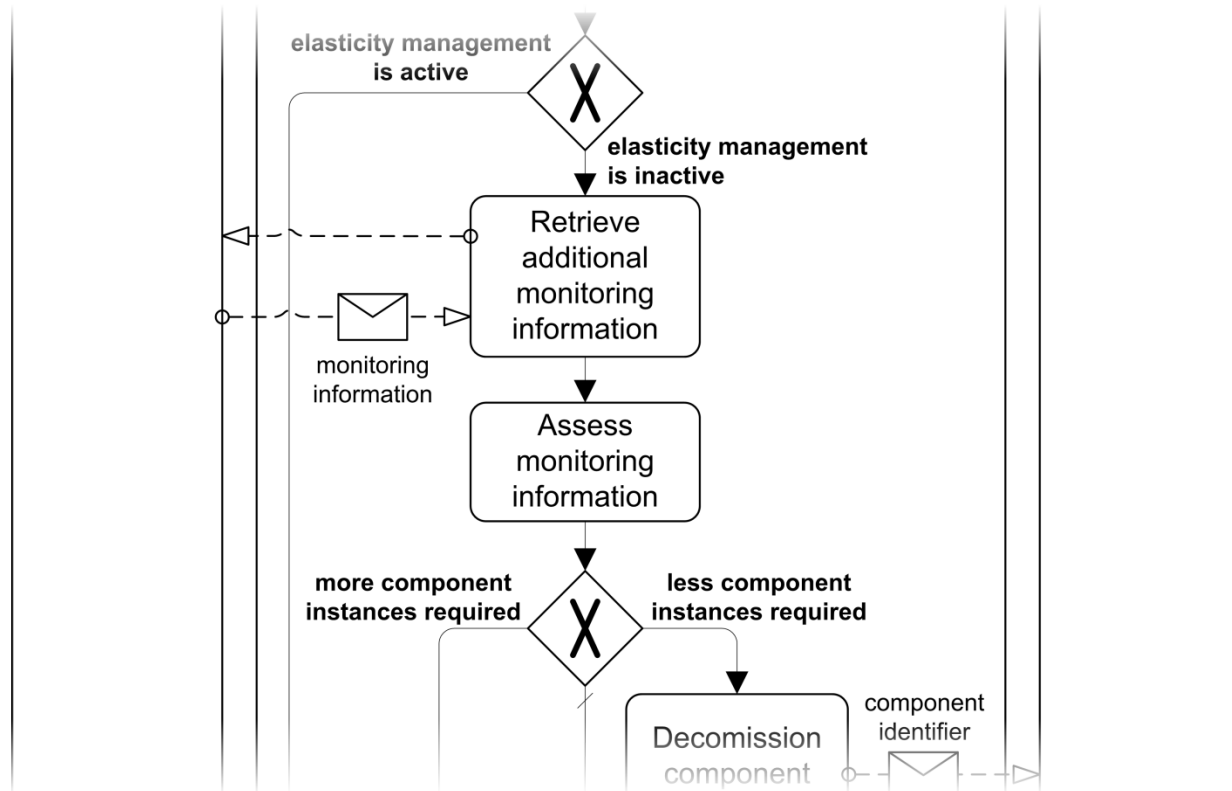 elasticity management
is active
elasticity management
is inactive
Retrieve
additional
monitoring
information
monitoring
information
Assess
monitoring
information
more component
instances required
less component
instances required
Decomission
component
component
identifier